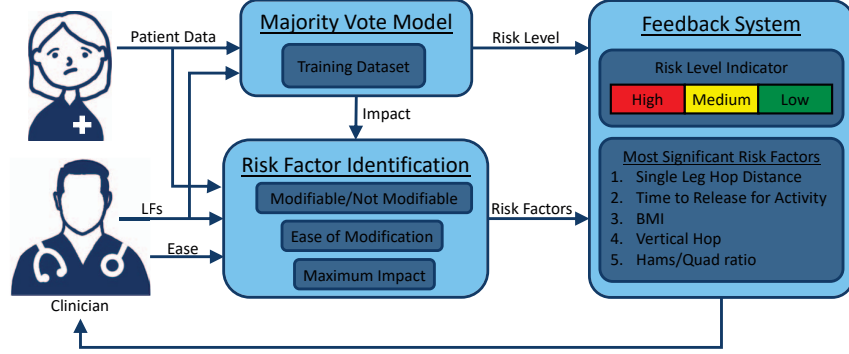 Patient Data
Majority Vote Model
Training Dataset
Risk Level
Feedback System
Risk Level Indicator
High Medium Low
Impact
Risk Factor Identification
Modifiable/Not Modifiable
Ease of Modification
Maximum Impact
LFs
Ease
Clinician
Risk Factors
Most Significant Risk Factors
1. Single Leg Hop Distance
2. Time to Release for Activity
3. BMI
4. Vertical Hop
5. Hams/Quad ratio